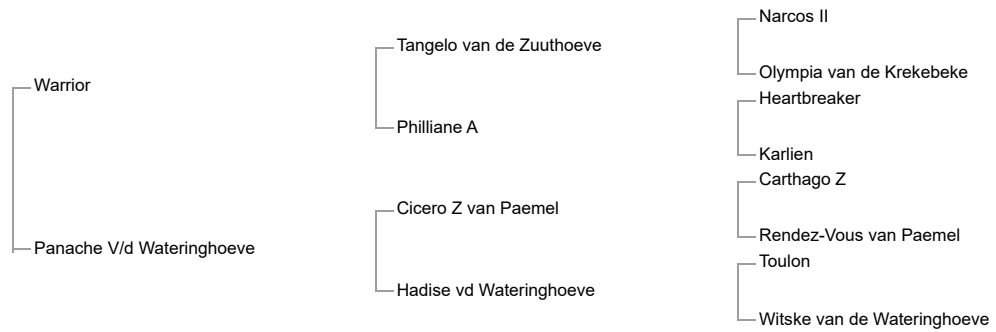 Narcos II
Tangelo van de Zuuthoeve
Olympia van de Krekebeke
Warrior
Heartbreaker
Philliane A
Karlien
Carthago Z
Cicero Z van Paemel
Rendez-Vous van Paemel
Panache V/d Wateringhoeve
Toulon
Hadise vd Wateringhoeve
Witske van de Wateringhoeve